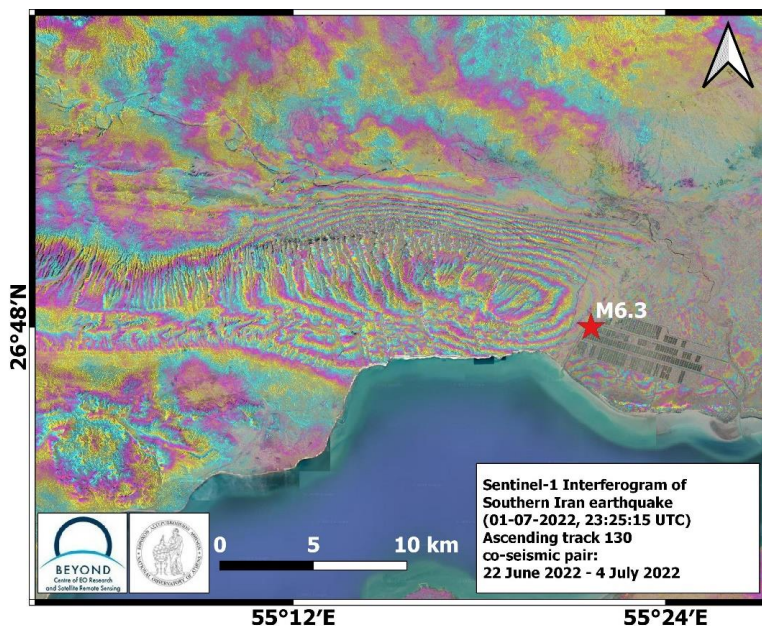 M6.3
26°48′N
Sentinel-1 Interferogram of
Southern Iran earthquake
(01-07-2022, 23:25:15 UTC)
Ascending track 130
co-seismic pair:
22 June 2022 - 4 July 2022
BEYOND
Centre of EO Research
and Satellite Remote Sensing
0 5 10 km
55°12′E 55°24′E